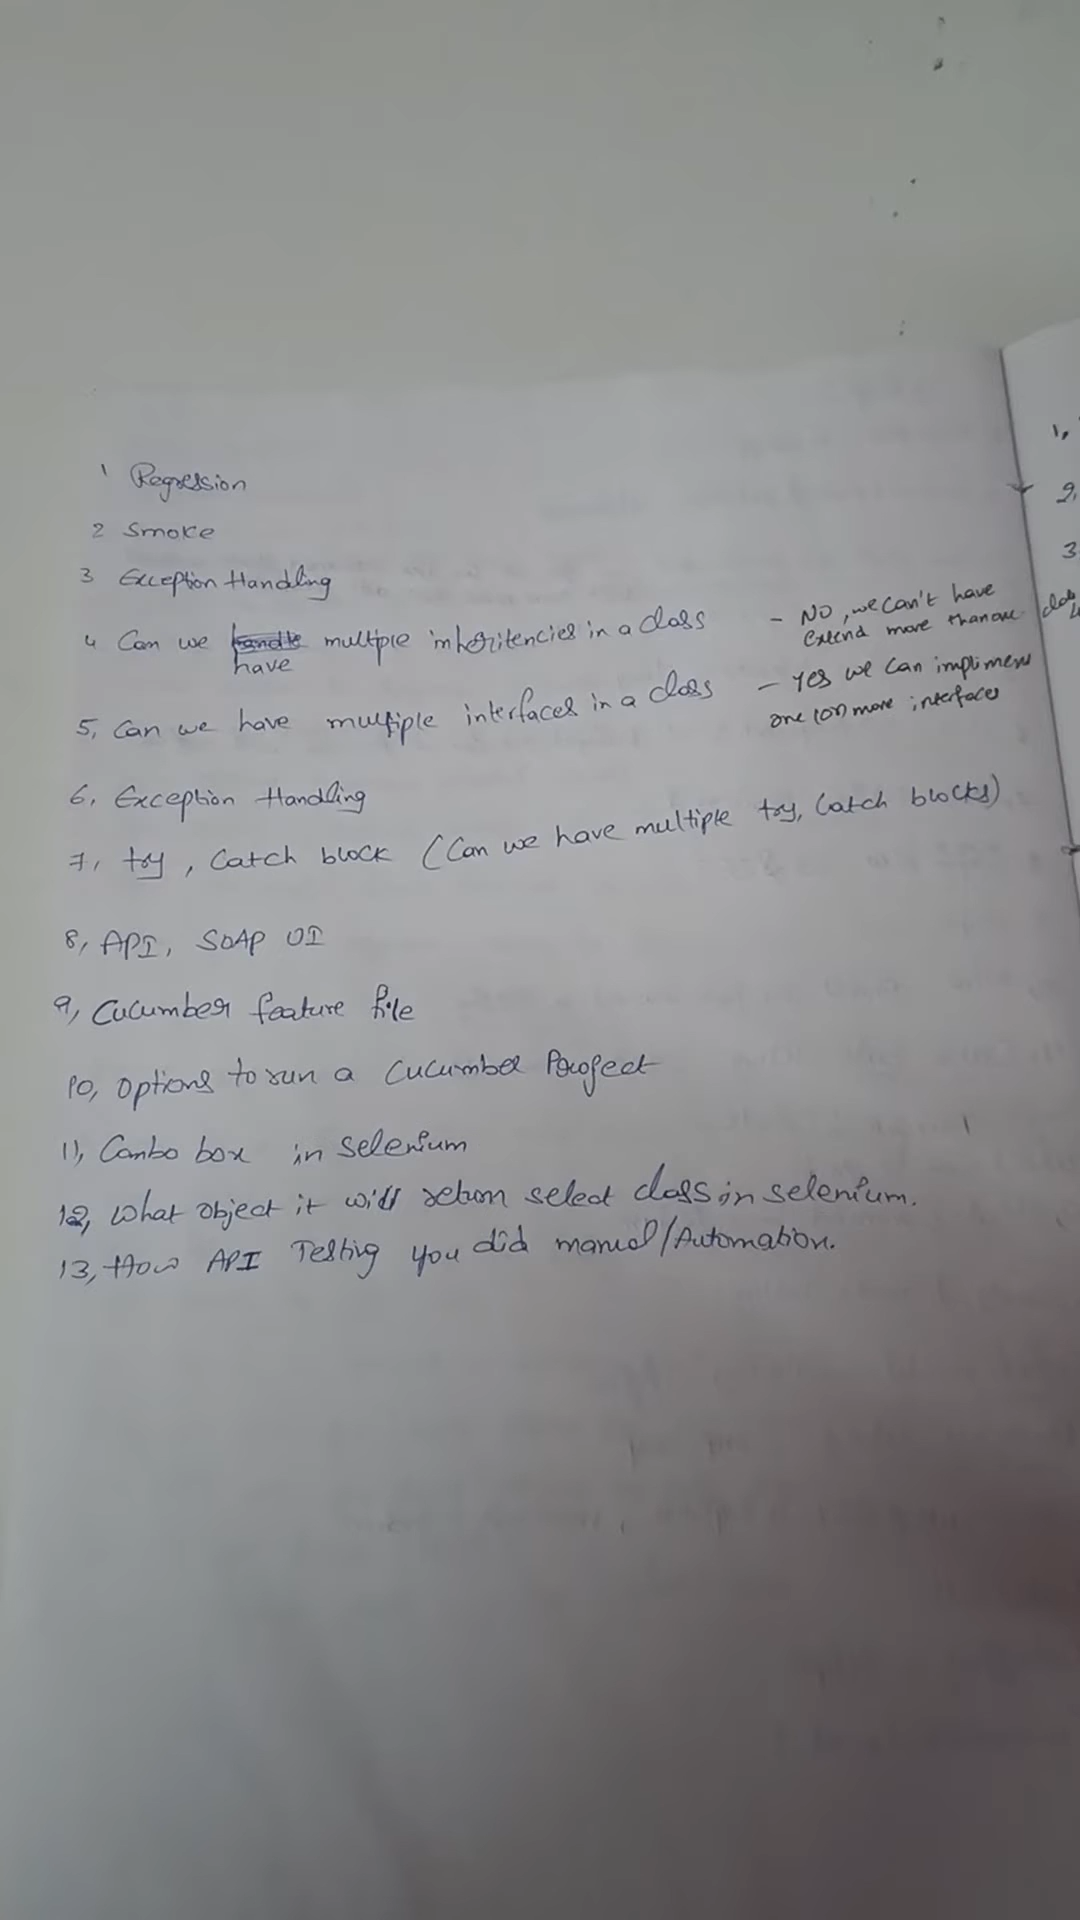 1 Regression
2 Smoke
3 Exception Handling
4 Can we have multiple inheritencies in a class - NO, we can't have
extend more than one class
5, Can we have multiple interfaces in a class - Yes we can impliment
one (or) more interfaces
6, Exception Handling
7, try, Catch block (Can we have multiple try, Catch blocks)
8, API, SOAP UI
9, Cucumber feature file
10, Options to run a Cucumber Project
11, Combo box in selenium
12, What object it will return select class in selenium.
13, How API Testing you did manual/Automation.
1,
2,
3